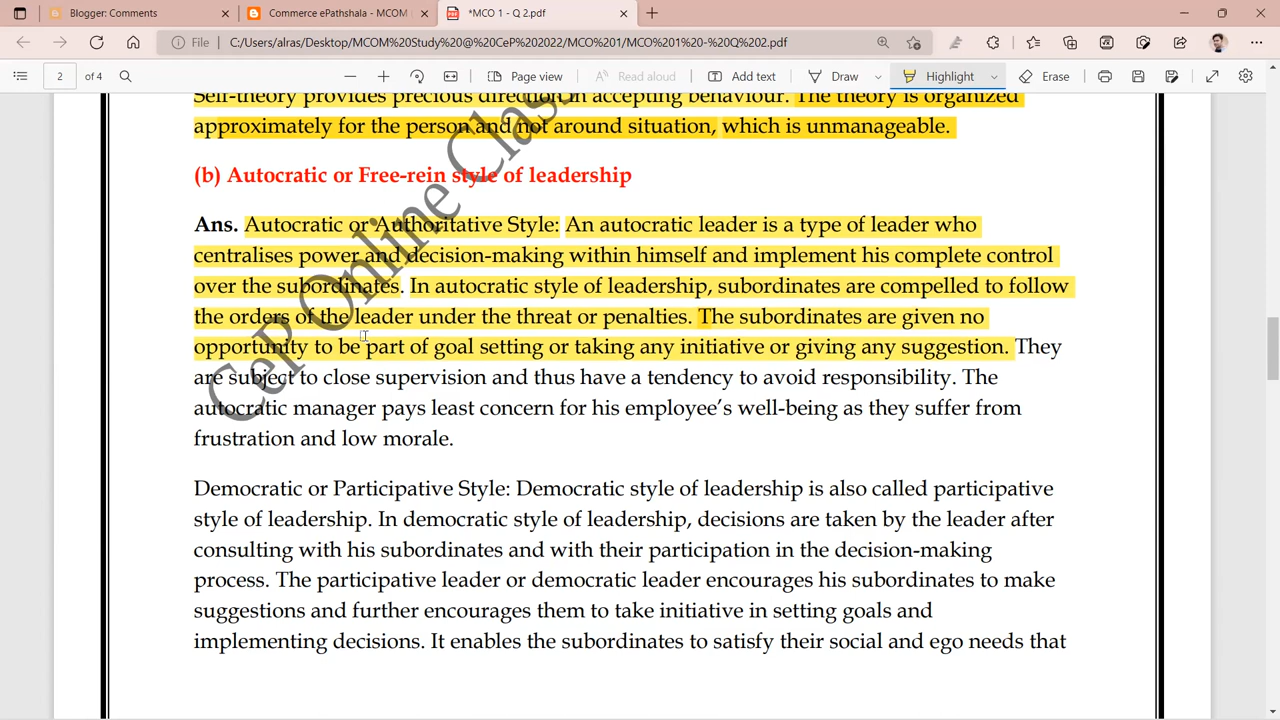 Blogger: Comments
Commerce ePathshala - MCOM
*MCO 1 - Q 2.pdf
File
C:/Users/alras/Desktop/MCOM%20Study%20@%20CeP%202022/MCO%201/MCO%201%20-%20Q%202.pdf
2 of 4
Page view
Read aloud
Add text
Draw
Highlight
Erase
Self-theory provides precious direction in accepting behaviour. The theory is organized
approximately for the person and not around situation, which is unmanageable.
(b) Autocratic or Free-rein style of leadership
Ans. Autocratic or Authoritative Style: An autocratic leader is a type of leader who
centralises power and decision-making within himself and implement his complete control
over the subordinates. In autocratic style of leadership, subordinates are compelled to follow
the orders of the leader under the threat or penalties. The subordinates are given no
opportunity to be part of goal setting or taking any initiative or giving any suggestion. They
are subject to close supervision and thus have a tendency to avoid responsibility. The
autocratic manager pays least concern for his employee's well-being as they suffer from
frustration and low morale.
Democratic or Participative Style: Democratic style of leadership is also called participative
style of leadership. In democratic style of leadership, decisions are taken by the leader after
consulting with his subordinates and with their participation in the decision-making
process. The participative leader or democratic leader encourages his subordinates to make
suggestions and further encourages them to take initiative in setting goals and
implementing decisions. It enables the subordinates to satisfy their social and ego needs that
CeP Online Clas